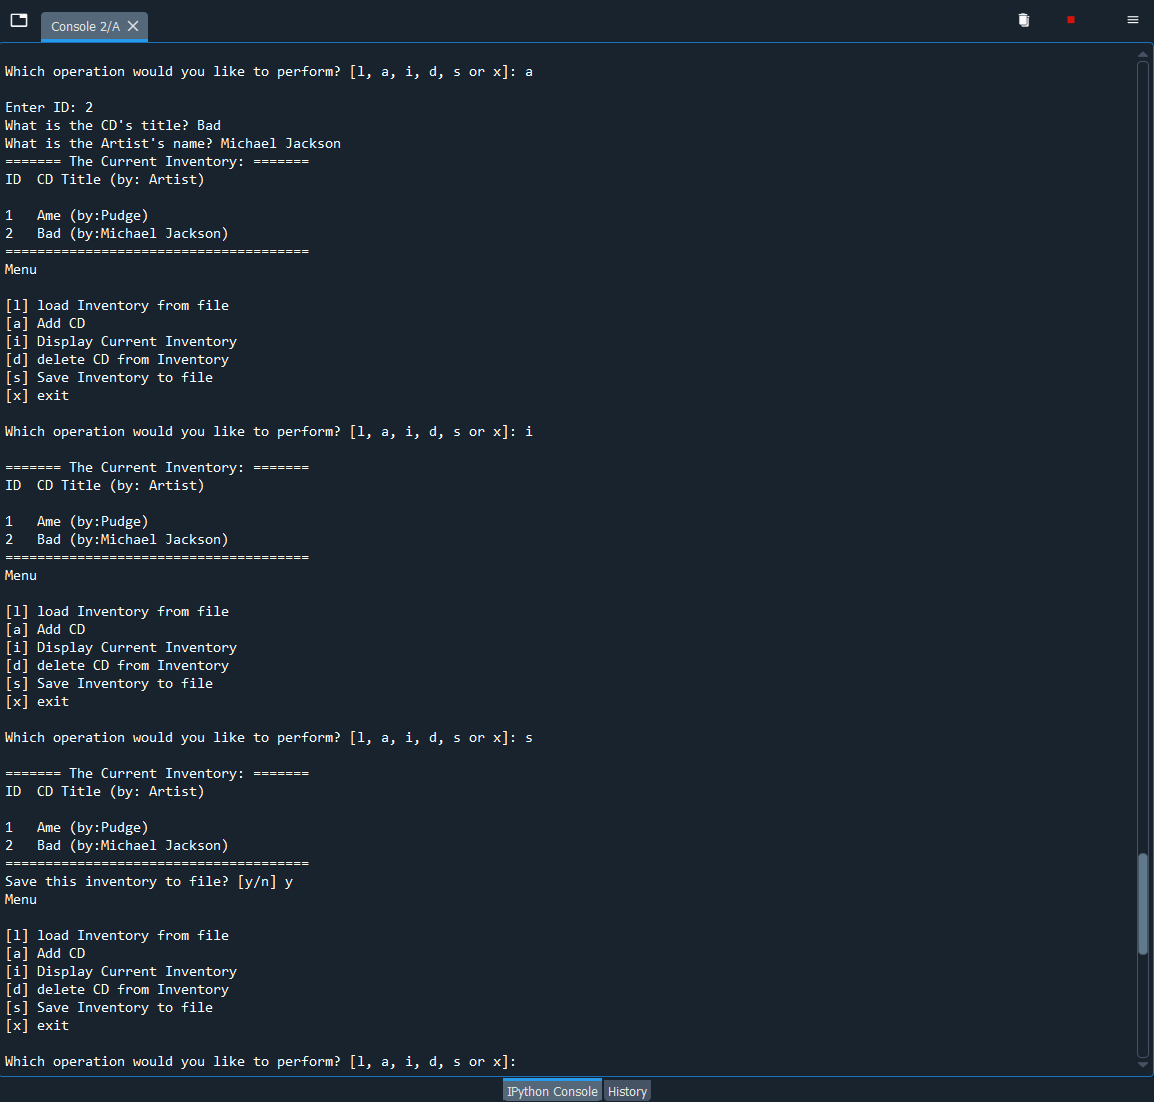 Console 2/A
Which operation would you like to perform? [l, a, i, d, s or x]: a
Enter ID: 2
What is the CD's title? Bad
What is the Artist's name? Michael Jackson
======= The Current Inventory: =======
ID  CD Title (by: Artist)
1   Ame (by:Pudge)
2   Bad (by:Michael Jackson)
======================================
Menu
[l] load Inventory from file
[a] Add CD
[i] Display Current Inventory
[d] delete CD from Inventory
[s] Save Inventory to file
[x] exit
Which operation would you like to perform? [l, a, i, d, s or x]: i
======= The Current Inventory: =======
ID  CD Title (by: Artist)
1   Ame (by:Pudge)
2   Bad (by:Michael Jackson)
======================================
Menu
[l] load Inventory from file
[a] Add CD
[i] Display Current Inventory
[d] delete CD from Inventory
[s] Save Inventory to file
[x] exit
Which operation would you like to perform? [l, a, i, d, s or x]: s
======= The Current Inventory: =======
ID  CD Title (by: Artist)
1   Ame (by:Pudge)
2   Bad (by:Michael Jackson)
======================================
Save this inventory to file? [y/n] y
Menu
[l] load Inventory from file
[a] Add CD
[i] Display Current Inventory
[d] delete CD from Inventory
[s] Save Inventory to file
[x] exit
Which operation would you like to perform? [l, a, i, d, s or x]:
IPython Console History